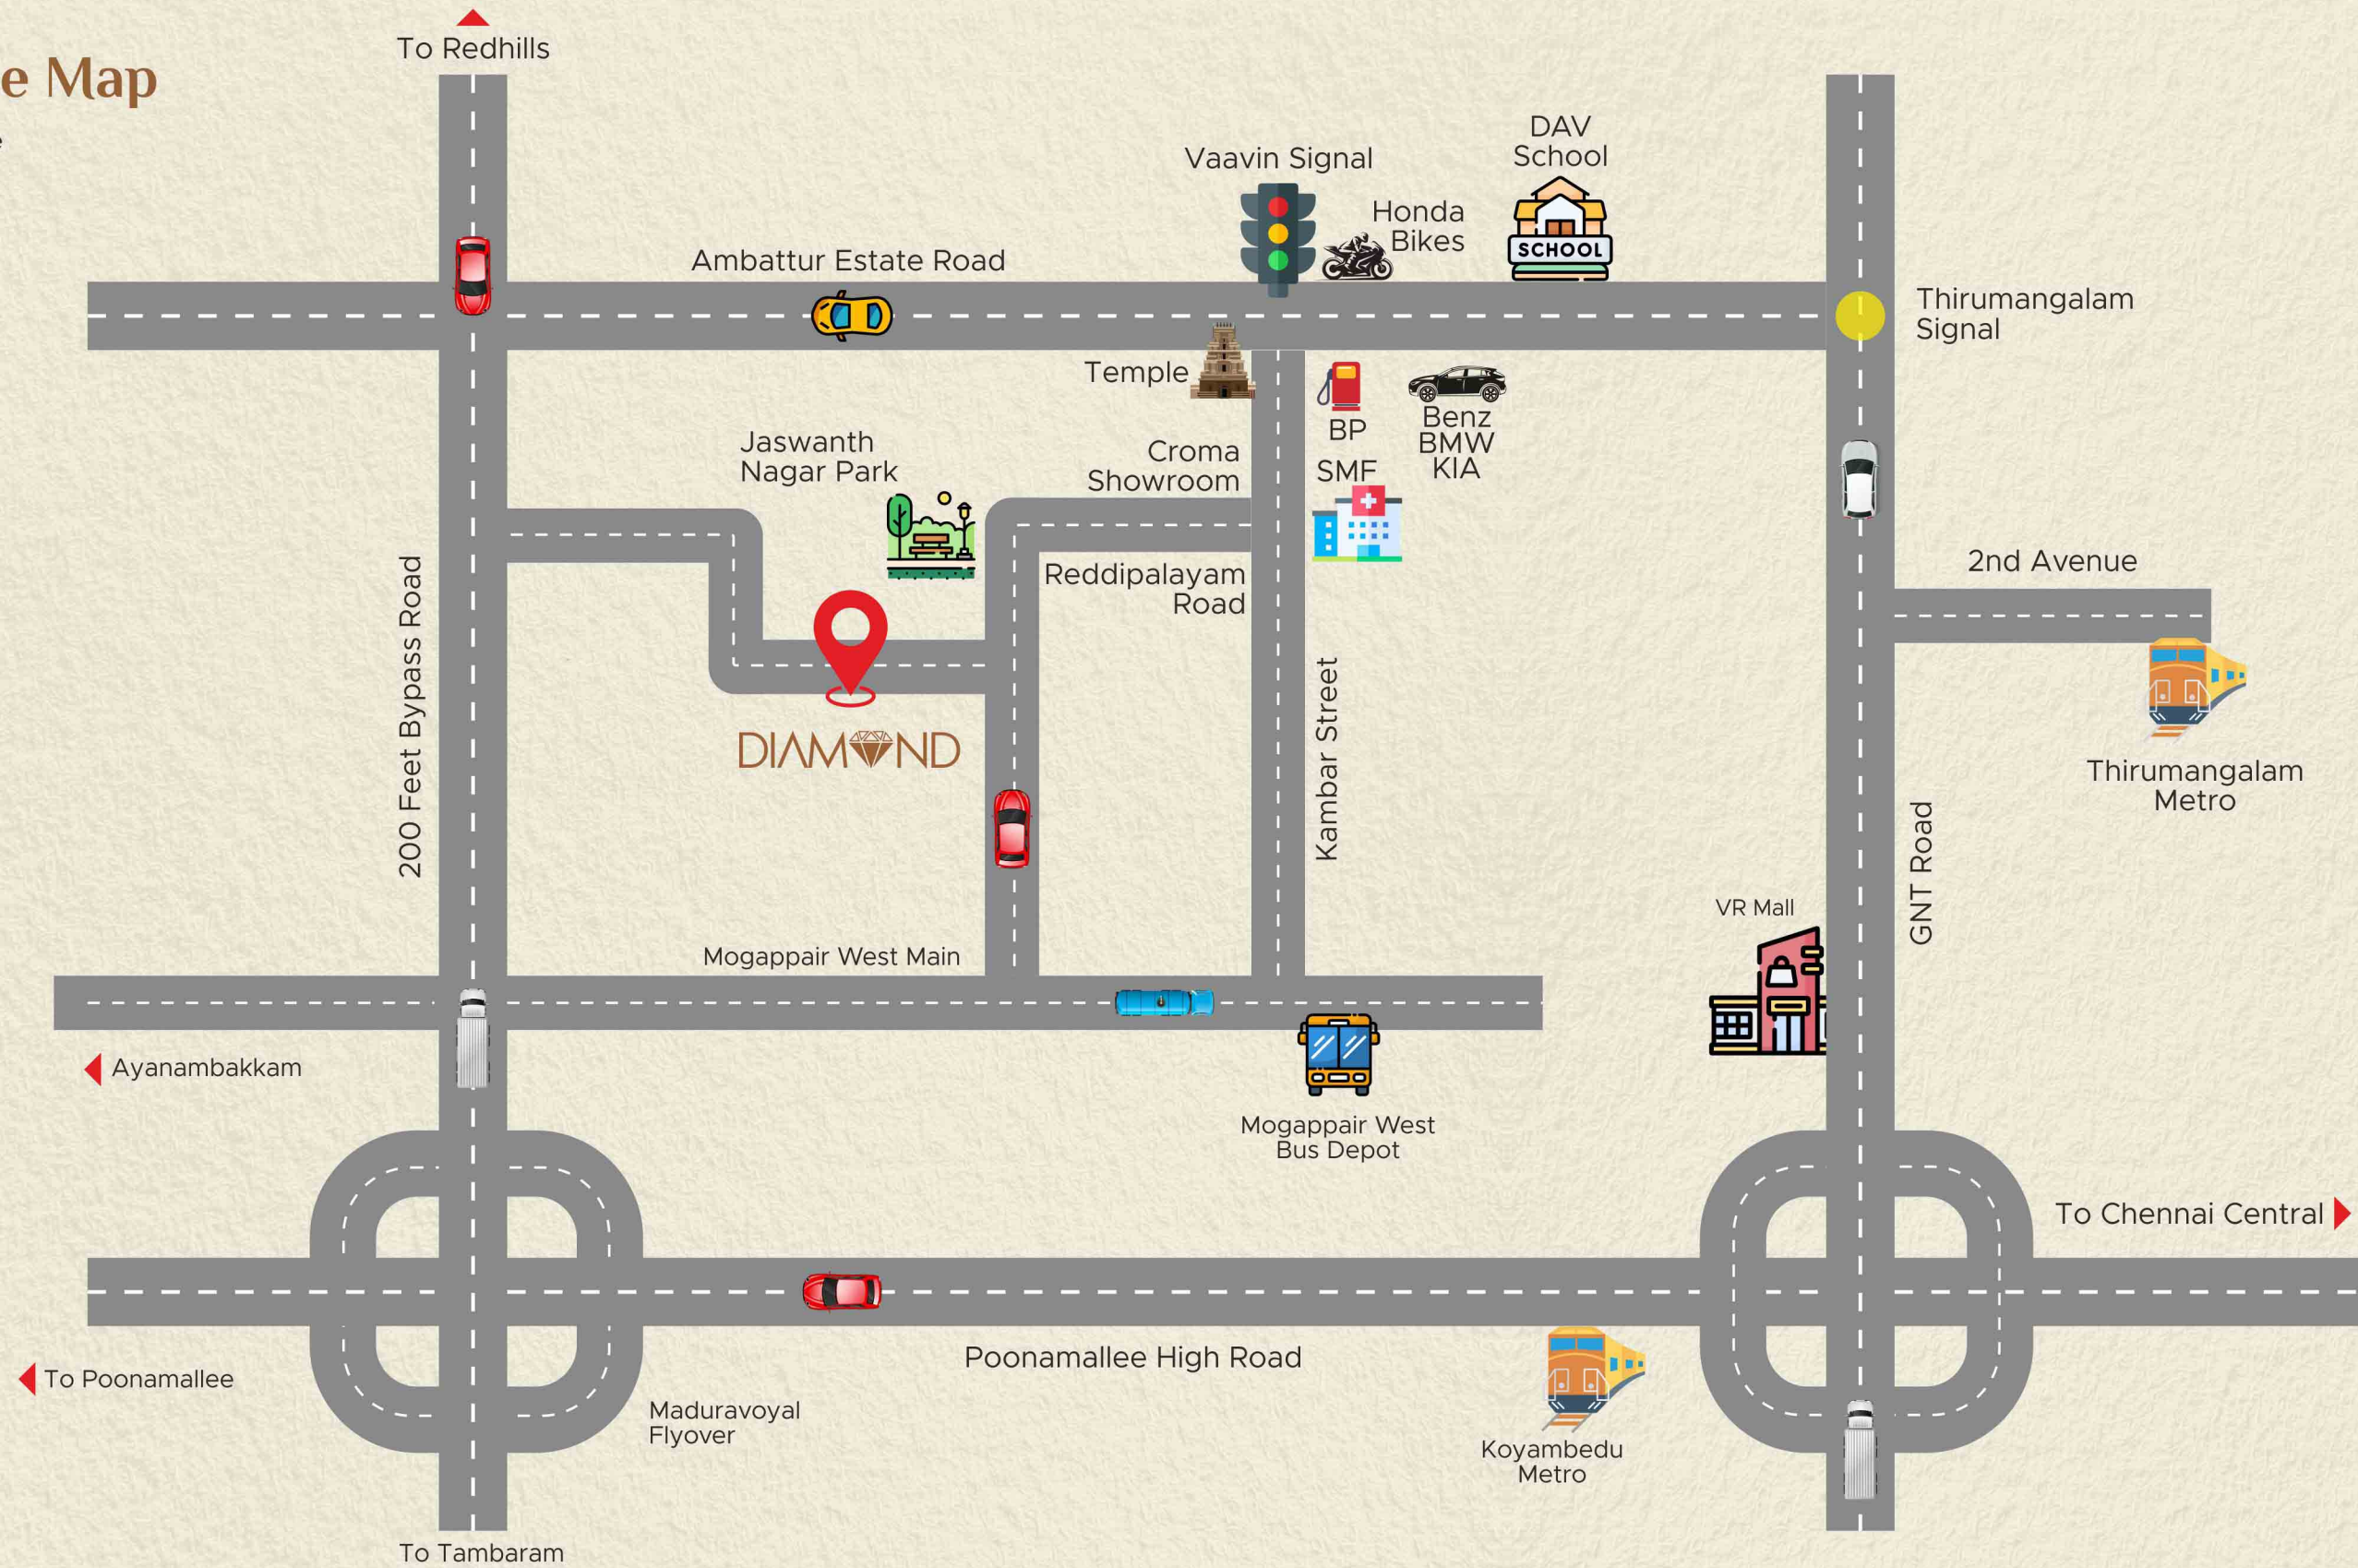 To Redhills
e Map
e
DAV
School
Vaavin Signal
Honda
Bikes
SCHOOL
Ambattur Estate Road
Thirumangalam
Signal
Temple
BP
Benz
BMW
KIA
Jaswanth
Nagar Park
Croma
Showroom
SMF
Reddipalayam
Road
2nd Avenue
200 Feet Bypass Road
DIAMOND
Kambar Street
Thirumangalam
Metro
GNT Road
VR Mall
Mogappair West Main
Ayanambakkam
Mogappair West
Bus Depot
To Chennai Central
Poonamallee High Road
To Poonamallee
Maduravoyal
Flyover
Koyambedu
Metro
To Tambaram